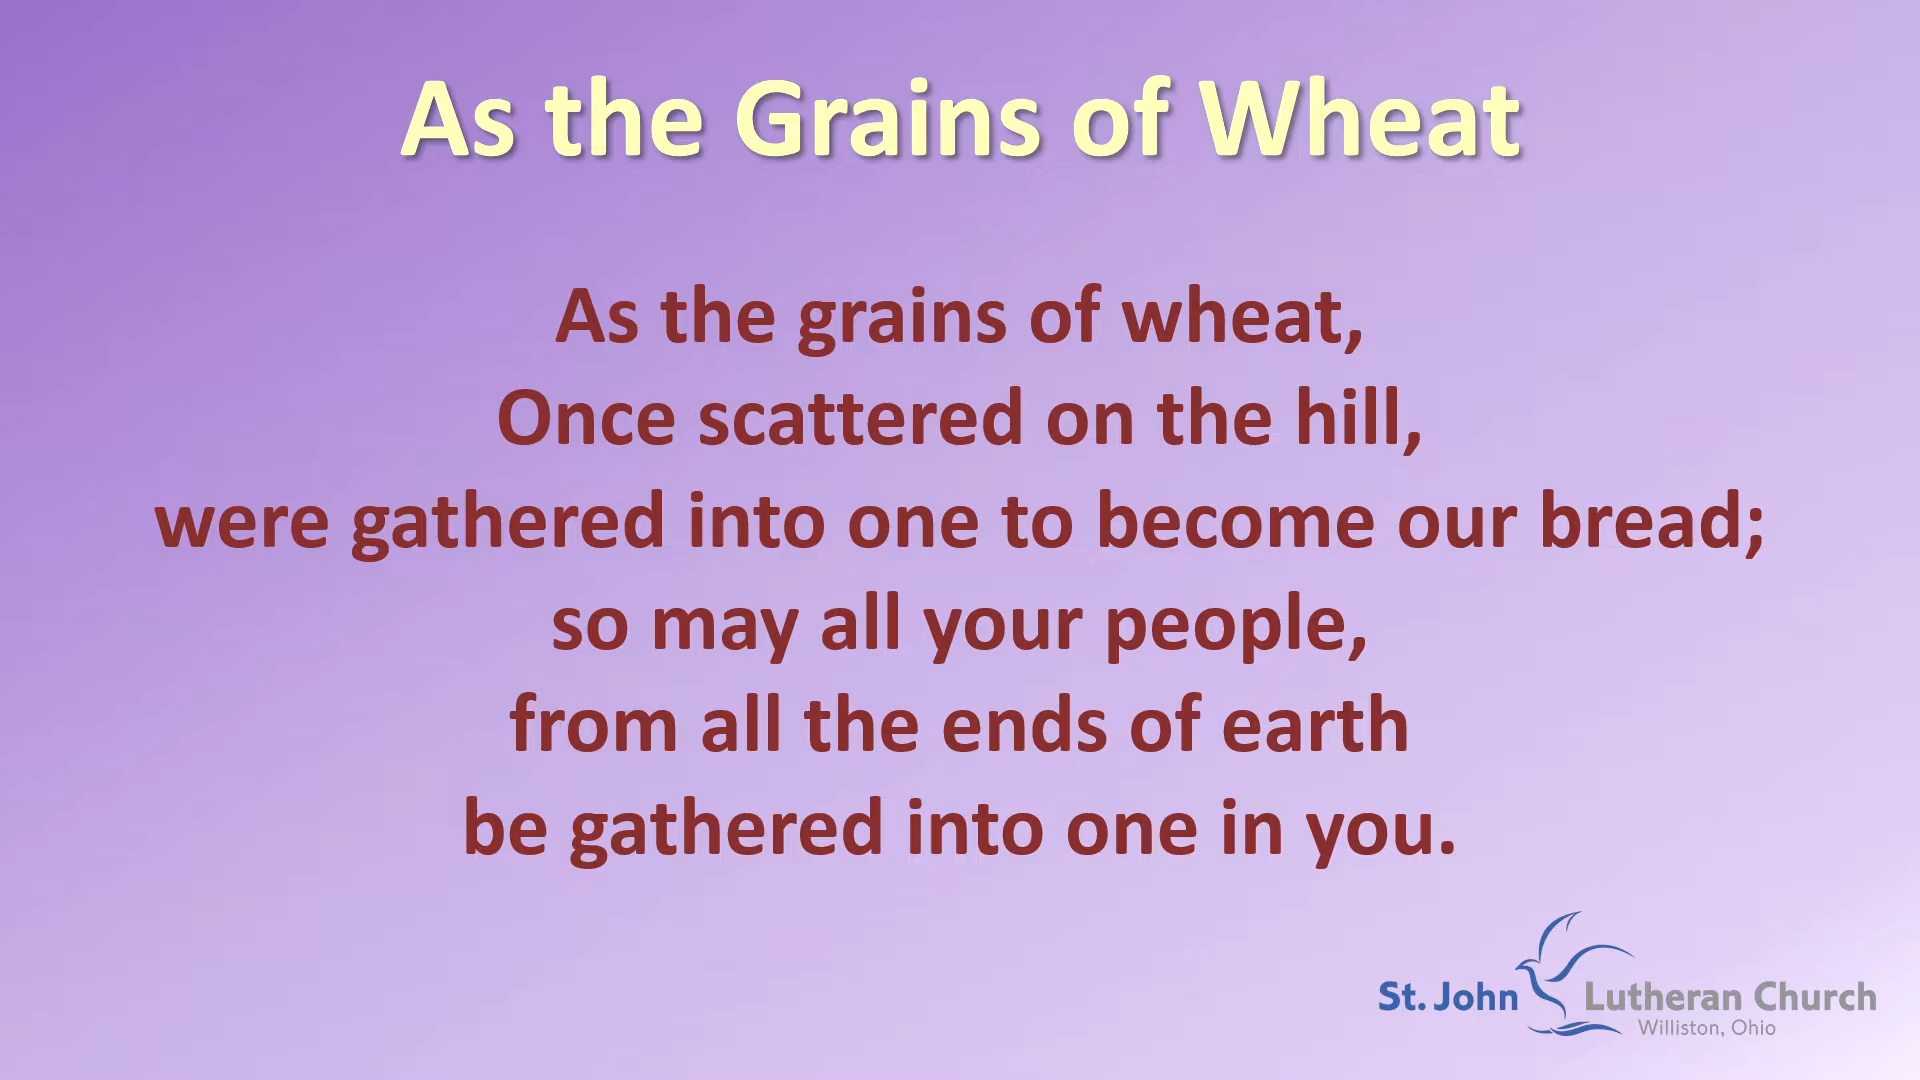 As the Grains of Wheat
As the grains of wheat,
Once scattered on the hill,
were gathered into one to become our bread;
so may all your people,
from all the ends of earth
be gathered into one in you.
St. John Lutheran Church
Williston, Ohio